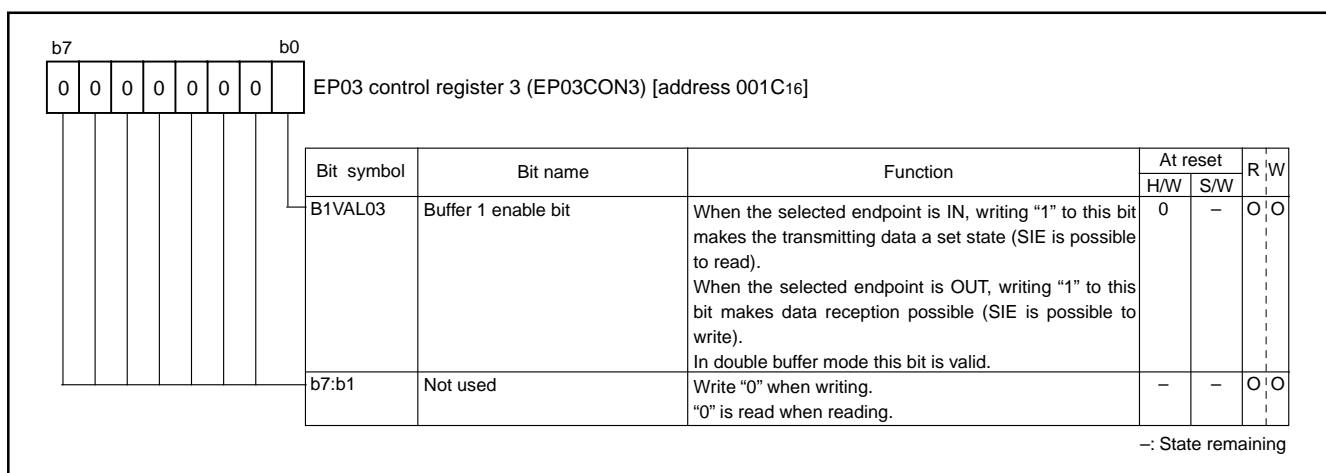 b7 b0
0 0 0 0 0 0 0
EP03 control register 3 (EP03CON3) [address 001C16]
Bit symbol Bit name Function At reset R W
H/W S/W
B1VAL03 Buffer 1 enable bit When the selected endpoint is IN, writing “1” to this bit 0 – O O
makes the transmitting data a set state (SIE is possible
to read).
When the selected endpoint is OUT, writing “1” to this
bit makes data reception possible (SIE is possible to
write).
In double buffer mode this bit is valid.
b7:b1 Not used Write “0” when writing. – – O O
“0” is read when reading.
–: State remaining